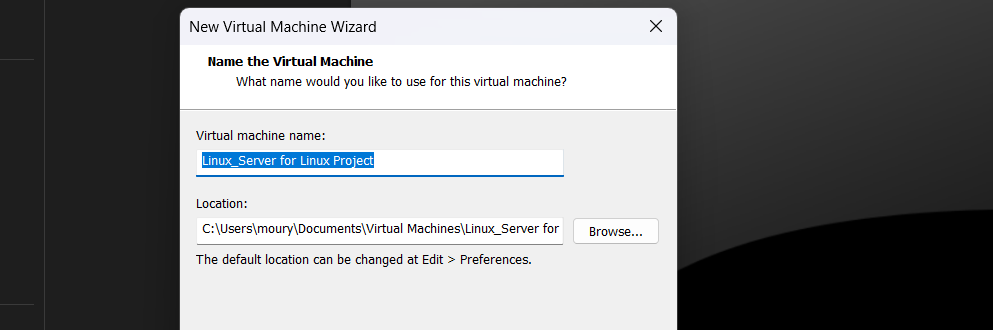 New Virtual Machine Wizard
Name the Virtual Machine
What name would you like to use for this virtual machine?
Virtual machine name:
Linux_Server for Linux Project
Location:
C:\Users\moury\Documents\Virtual Machines\Linux_Server for
Browse...
The default location can be changed at Edit > Preferences.